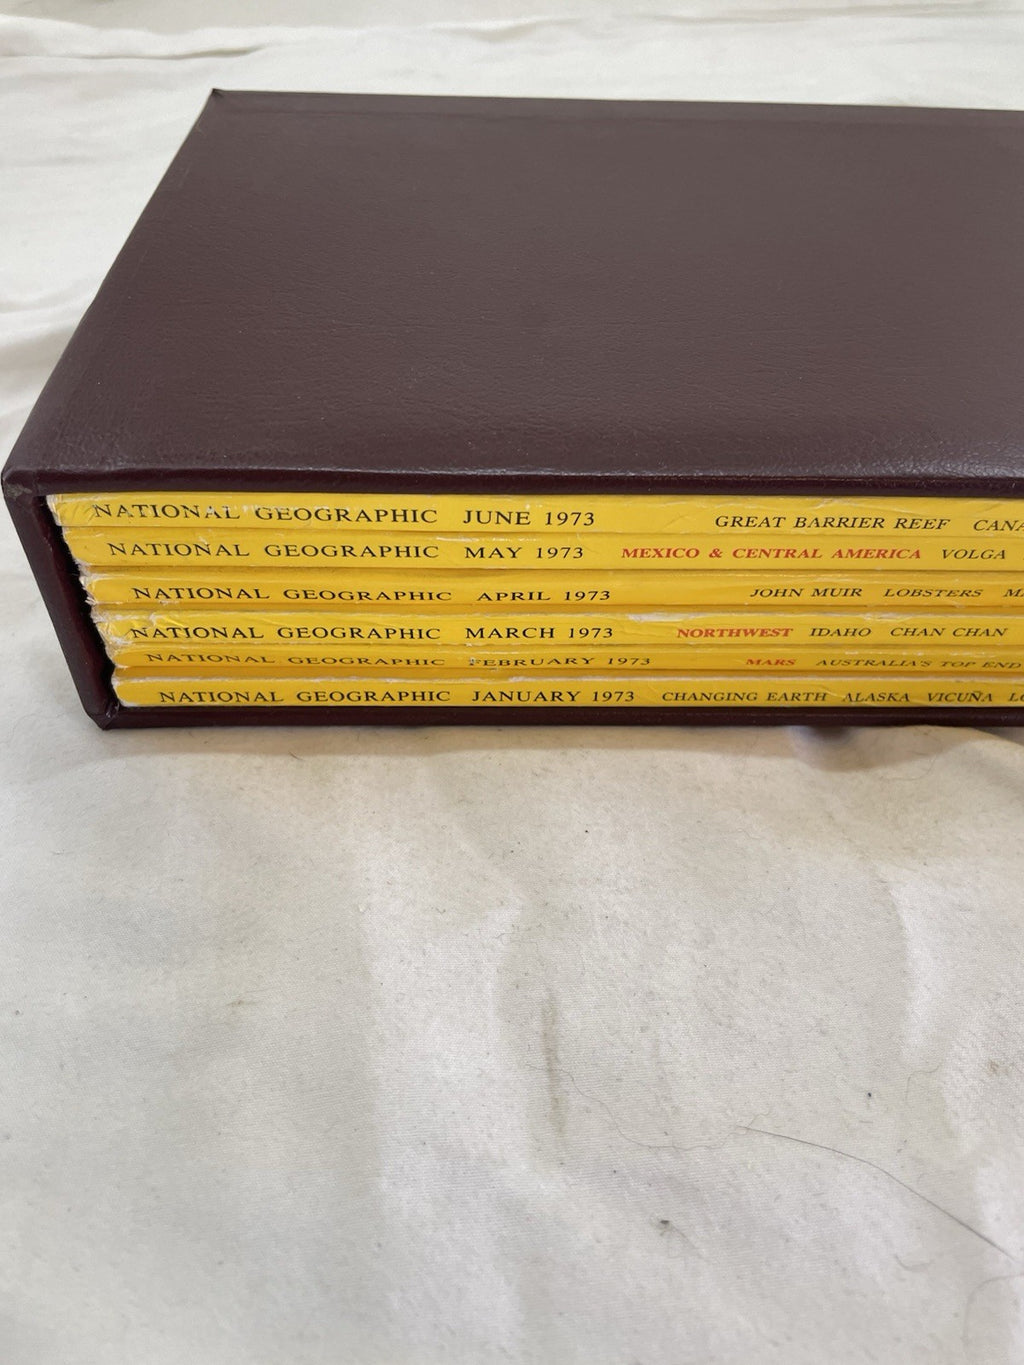 NATIONAL GEOGRAPHIC JUNE 1973 GREAT BARRIER REEF
NATIONAL GEOGRAPHIC MAY 1973 MEXICO & CENTRAL AMERICA VOLGA
NATIONAL GEOGRAPHIC APRIL 1973 JOHN MUIR LOBSTERS
NATIONAL GEOGRAPHIC MARCH 1973 NORTHWEST IDAHO CHAN CHAN
NATIONAL GEOGRAPHIC FEBRUARY 1973 MARS AUSTRALIA'S TOP END
NATIONAL GEOGRAPHIC JANUARY 1973 CHANGING EARTH ALASKA VICUÑA